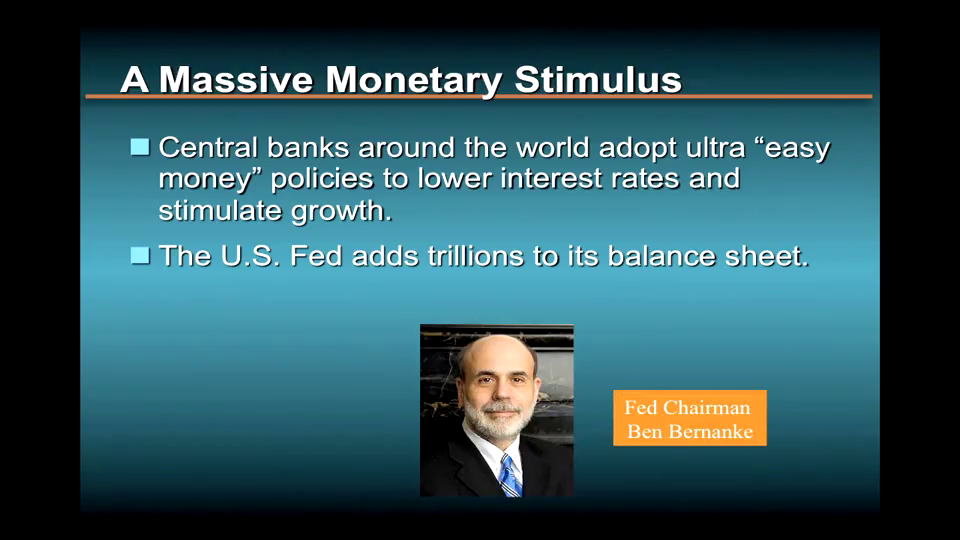 A Massive Monetary Stimulus
Central banks around the world adopt ultra “easy
money” policies to lower interest rates and
stimulate growth.
The U.S. Fed adds trillions to its balance sheet.
Fed Chairman
Ben Bernanke